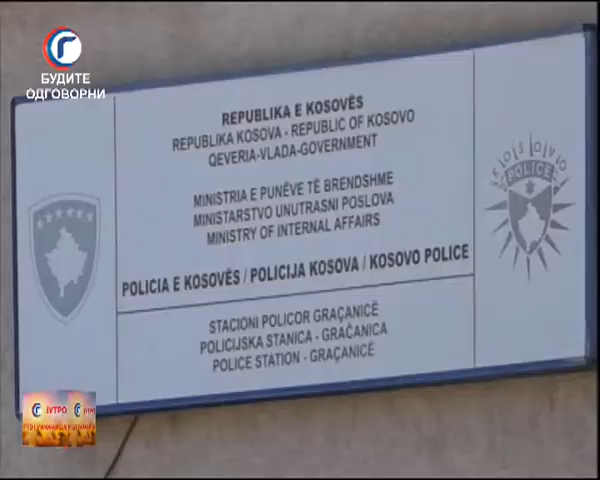 БУДИТЕ
ОДГОВОРНИ
REPUBLIKA E KOSOVËS
REPUBLIKA KOSOVA - REPUBLIC OF KOSOVO
QEVERIA-VLADA-GOVERNMENT
MINISTRIA E PUNËVE TË BRENDSHME
MINISTARSTVO UNUTRASNI POSLOVA
MINISTRY OF INTERNAL AFFAIRS
POLICIA E KOSOVËS / POLICIJA KOSOVA / KOSOVO POLICE
STACIONI POLICOR GRAÇANICË
POLICIJSKA STANICA - GRAČANICA
POLICE STATION - GRAÇANICË
KOSOVO
POLICE
ЈУТРО